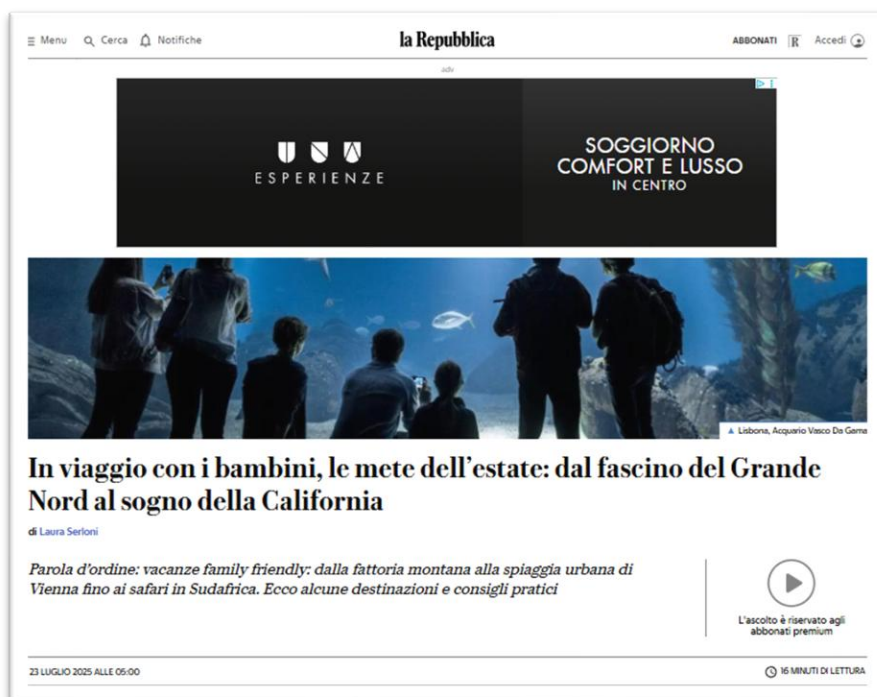 Menu Cerca Notifiche la Repubblica ABBONATI R Accedi
adv
UNA
ESPERIENZE
SOGGIORNO
COMFORT E LUSSO
IN CENTRO
Lisbona, Acquario Vasco Da Gama
In viaggio con i bambini, le mete dell'estate: dal fascino del Grande
Nord al sogno della California
di Laura Serloni
Parola d'ordine: vacanze family friendly: dalla fattoria montana alla spiaggia urbana di
Vienna fino ai safari in Sudafrica. Ecco alcune destinazioni e consigli pratici
L'ascolto è riservato agli
abbonati premium
23 LUGLIO 2025 ALLE 05:00
16 MINUTI DI LETTURA